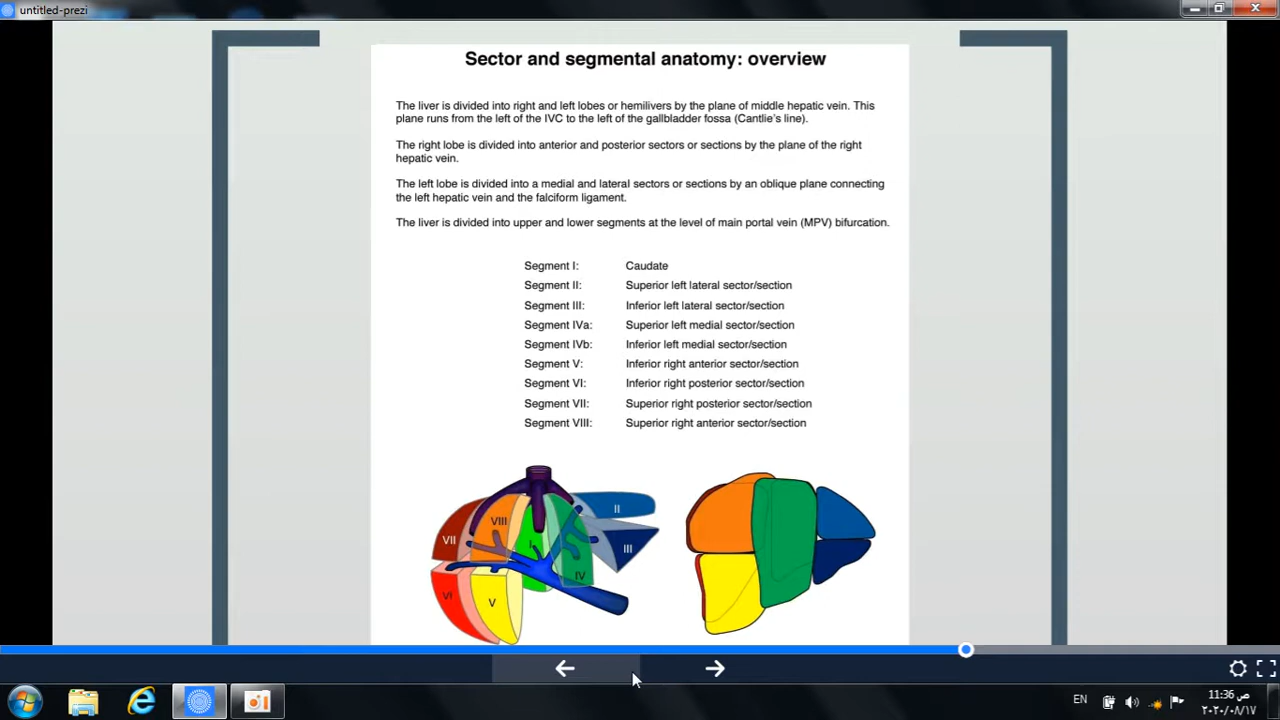 untitled-prezi
Sector and segmental anatomy: overview
The liver is divided into right and left lobes or hemilivers by the plane of middle hepatic vein. This
plane runs from the left of the IVC to the left of the gallbladder fossa (Cantlie's line).
The right lobe is divided into anterior and posterior sectors or sections by the plane of the right
hepatic vein.
The left lobe is divided into a medial and lateral sectors or sections by an oblique plane connecting
the left hepatic vein and the falciform ligament.
The liver is divided into upper and lower segments at the level of main portal vein (MPV) bifurcation.
Segment I: Caudate
Segment II: Superior left lateral sector/section
Segment III: Inferior left lateral sector/section
Segment IVa: Superior left medial sector/section
Segment IVb: Inferior left medial sector/section
Segment V: Inferior right anterior sector/section
Segment VI: Inferior right posterior sector/section
Segment VII: Superior right posterior sector/section
Segment VIII: Superior right anterior sector/section
II
VIII
VII
I
III
IV
VI
V
EN
11:36 ص
٢٠٢٠/٠٨/١٧